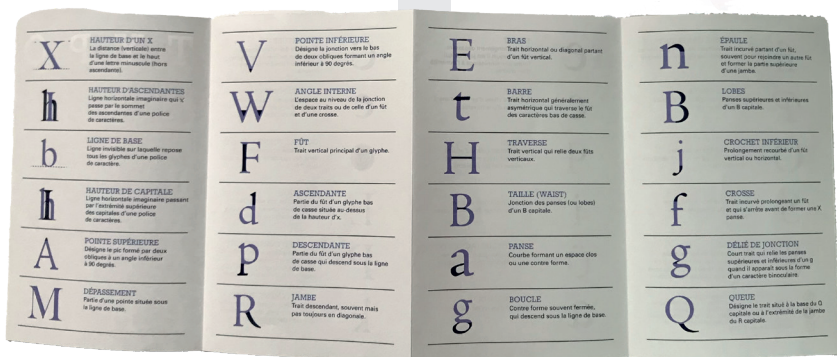 X
HAUTEUR D'UN X
La distance (verticale) entre
la ligne de base et le haut
d'une lettre minuscule (hors
ascendante).
h
HAUTEUR D'ASCENDANTES
Ligne horizontale imaginaire qui
passe par le sommet
des ascendantes d'une police
de caractères.
b
LIGNE DE BASE
Ligne invisible sur laquelle repose
tous les glyphes d'une police
de caractère.
h
HAUTEUR DE CAPITALE
Ligne horizontale imaginaire passant
par l'extrémité supérieure
des capitales d'une police
de caractères.
A
POINTE SUPÉRIEURE
Désigne le pic formé par deux
obliques à un angle inférieur
à 90 degrés.
M
DÉPASSEMENT
Partie d'une pointe située sous
la ligne de base.
V
POINTE INFÉRIEURE
Désigne la jonction vers le bas
de deux obliques formant un angle
inférieur à 90 degrés.
W
ANGLE INTERNE
L'espace au niveau de la jonction
de deux traits ou de celle d'un fût
et d'une crosse.
F
FÛT
Trait vertical principal d'un glyphe.
d
ASCENDANTE
Partie du fût d'un glyphe bas
de casse située au-dessus
de la hauteur d'x.
p
DESCENDANTE
Partie du fût d'un glyphe bas
de casse qui descend sous la ligne
de base.
R
JAMBE
Trait descendant, souvent mais
pas toujours en diagonale.
E
BRAS
Trait horizontal ou diagonal partant
d'un fût vertical.
t
BARRE
Trait horizontal généralement
asymétrique qui traverse le fût
des caractères bas de casse.
H
TRAVERSE
Trait vertical qui relie deux fûts
verticaux.
B
TAILLE (WAIST)
Jonction des panses (ou lobes)
d'un B capitale.
a
PANSE
Courbe formant un espace clos
ou une contre forme.
g
BOUCLE
Contre forme souvent fermée,
qui descend sous la ligne de base.
n
ÉPAULE
Trait incurvé partant d'un fût,
souvent pour rejoindre un autre fût
et former la partie supérieure
d'une jambe.
B
LOBES
Panses supérieures et inférieures
d'un B capitale.
j
CROCHET INFÉRIEUR
Prolongement recourbé d'un fût
vertical ou horizontal.
f
CROSSE
Trait incurvé prolongeant un fût
et qui s'arrête avant de former une X
panse.
g
DÉLIÉ DE JONCTION
Court trait qui relie les panses
supérieures et inférieures d'un g
quand il apparaît sous la forme
d'un caractère binoculaire.
Q
QUEUE
Désigne le trait situé à la base du Q
capitale ou à l'extrémité de la jambe
du R capitale.